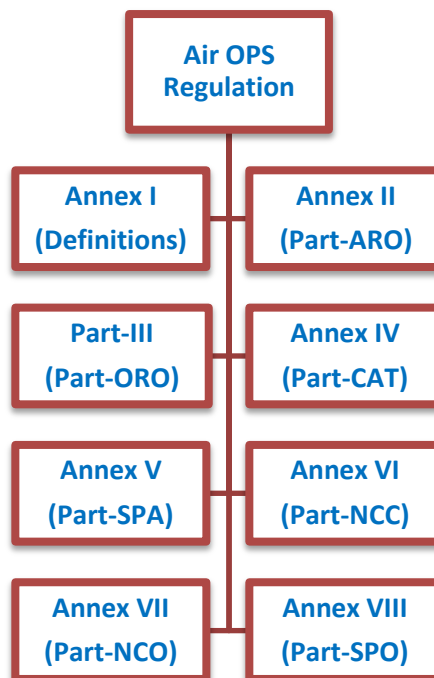 Air OPS
Regulation
Annex I
(Definitions)
Annex II
(Part-ARO)
Part-III
(Part-ORO)
Annex IV
(Part-CAT)
Annex V
(Part-SPA)
Annex VI
(Part-NCC)
Annex VII
(Part-NCO)
Annex VIII
(Part-SPO)